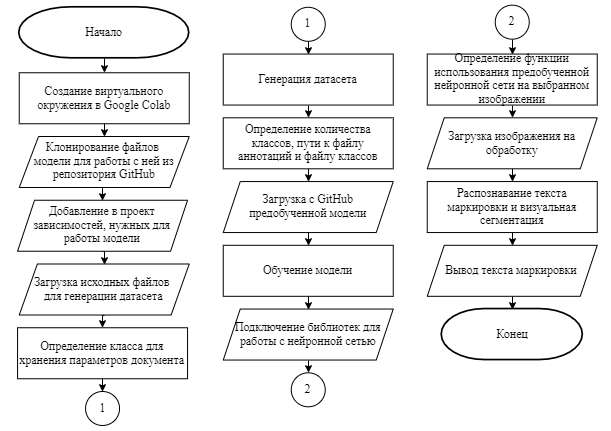 Начало
Создание виртуального
окружения в Google Colab
Клонирование файлов
модели для работы с ней из
репозитория GitHub
Добавление в проект
зависимостей, нужных для
работы модели
Загрузка исходных файлов
для генерации датасета
Определение класса для
хранения параметров документа
1
1
Генерация датасета
Определение количества
классов, пути к файлу
аннотаций и файлу классов
Загрузка с GitHub
предобученной модели
Обучение модели
Подключение библиотек для
работы с нейронной сетью
2
2
Определение функции
использования предобученной
нейронной сети на выбранном
изображении
Загрузка изображения на
обработку
Распознавание текста
маркировки и визуальная
сегментация
Вывод текста маркировки
Конец